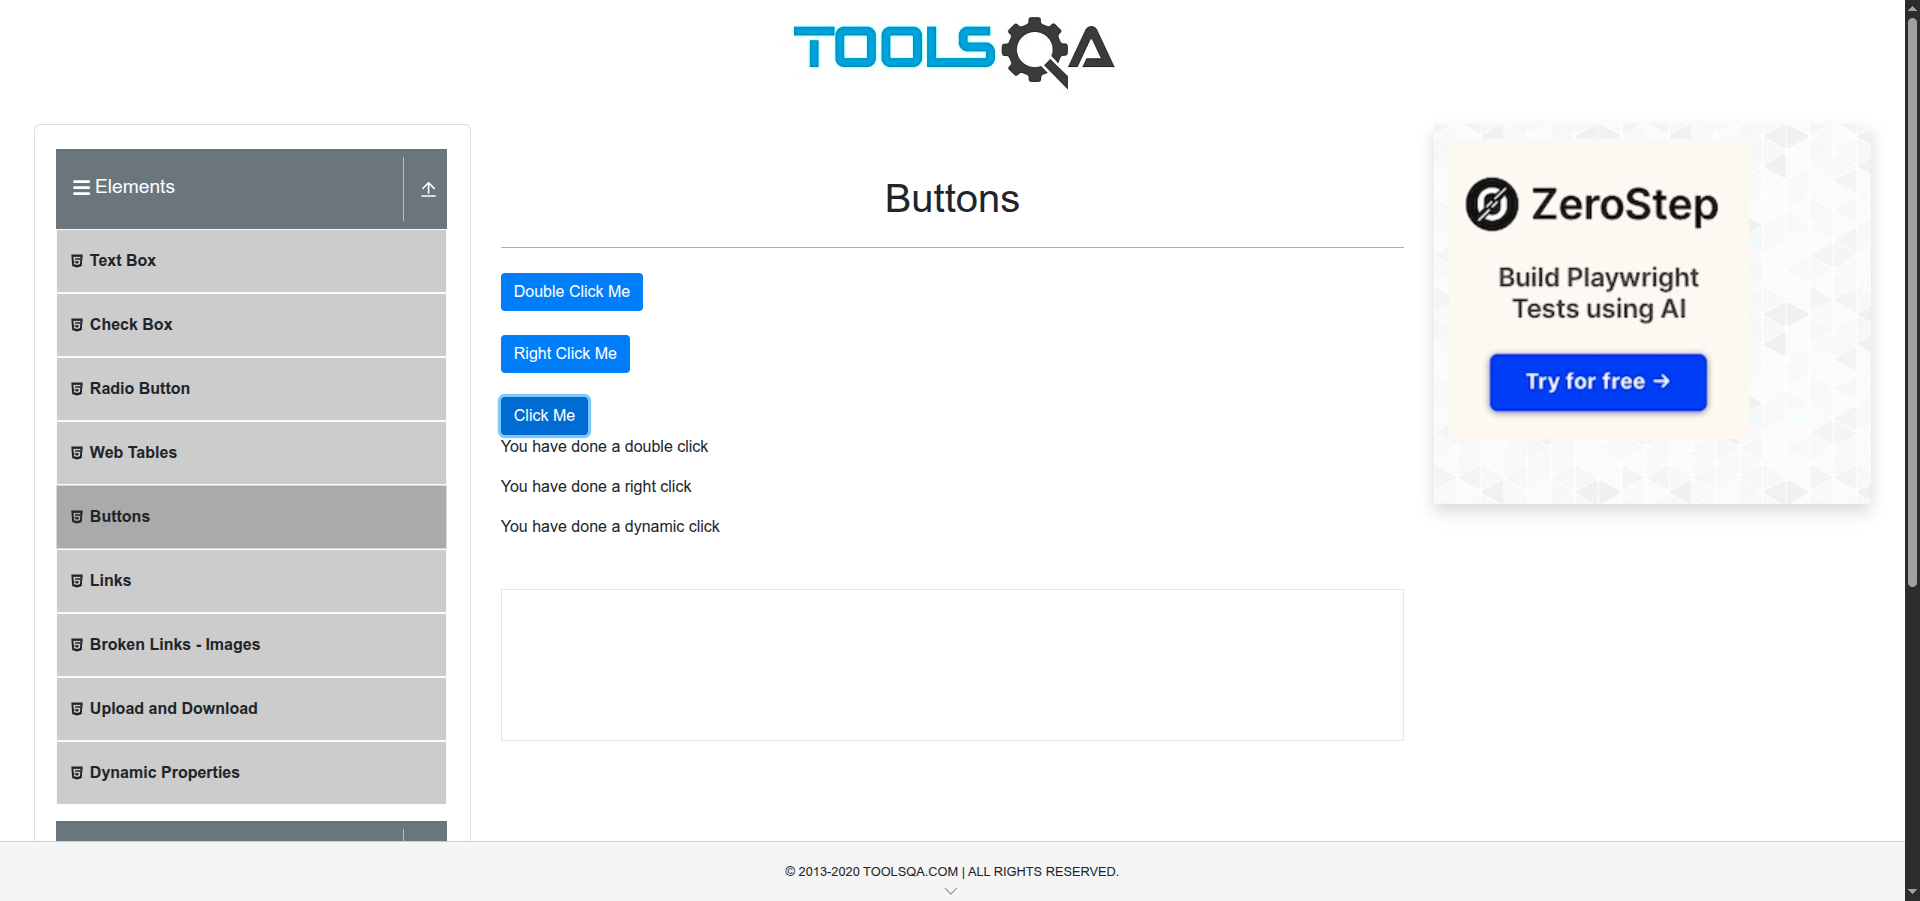 TOOLSQA
Elements
Text Box
Check Box
Radio Button
Web Tables
Buttons
Links
Broken Links - Images
Upload and Download
Dynamic Properties
Buttons
Double Click Me
Right Click Me
Click Me
You have done a double click
You have done a right click
You have done a dynamic click
ZeroStep
Build Playwright
Tests using AI
Try for free →
© 2013-2020 TOOLSQA.COM | ALL RIGHTS RESERVED.